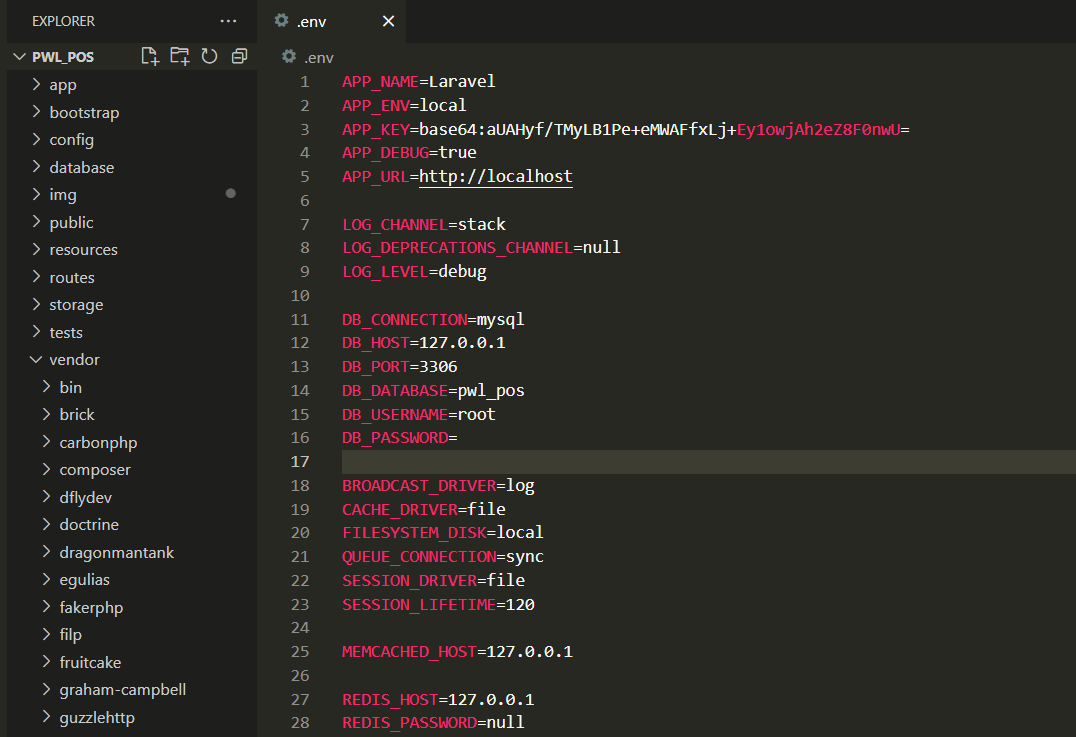 EXPLORER
PWL_POS
app
bootstrap
config
database
img
public
resources
routes
storage
tests
vendor
bin
brick
carbonphp
composer
dflydev
doctrine
dragonmantank
egulias
fakerphp
filp
fruitcake
graham-campbell
guzzlehttp
.env
.env
1 APP_NAME=Laravel
2 APP_ENV=local
3 APP_KEY=base64:aUAHyf/TMyLB1Pe+eMWAFfxLj+Ey1owjAh2eZ8F0nwU=
4 APP_DEBUG=true
5 APP_URL=http://localhost
6
7 LOG_CHANNEL=stack
8 LOG_DEPRECATIONS_CHANNEL=null
9 LOG_LEVEL=debug
10
11 DB_CONNECTION=mysql
12 DB_HOST=127.0.0.1
13 DB_PORT=3306
14 DB_DATABASE=pwl_pos
15 DB_USERNAME=root
16 DB_PASSWORD=
17
18 BROADCAST_DRIVER=log
19 CACHE_DRIVER=file
20 FILESYSTEM_DISK=local
21 QUEUE_CONNECTION=sync
22 SESSION_DRIVER=file
23 SESSION_LIFETIME=120
24
25 MEMCACHED_HOST=127.0.0.1
26
27 REDIS_HOST=127.0.0.1
28 REDIS_PASSWORD=null